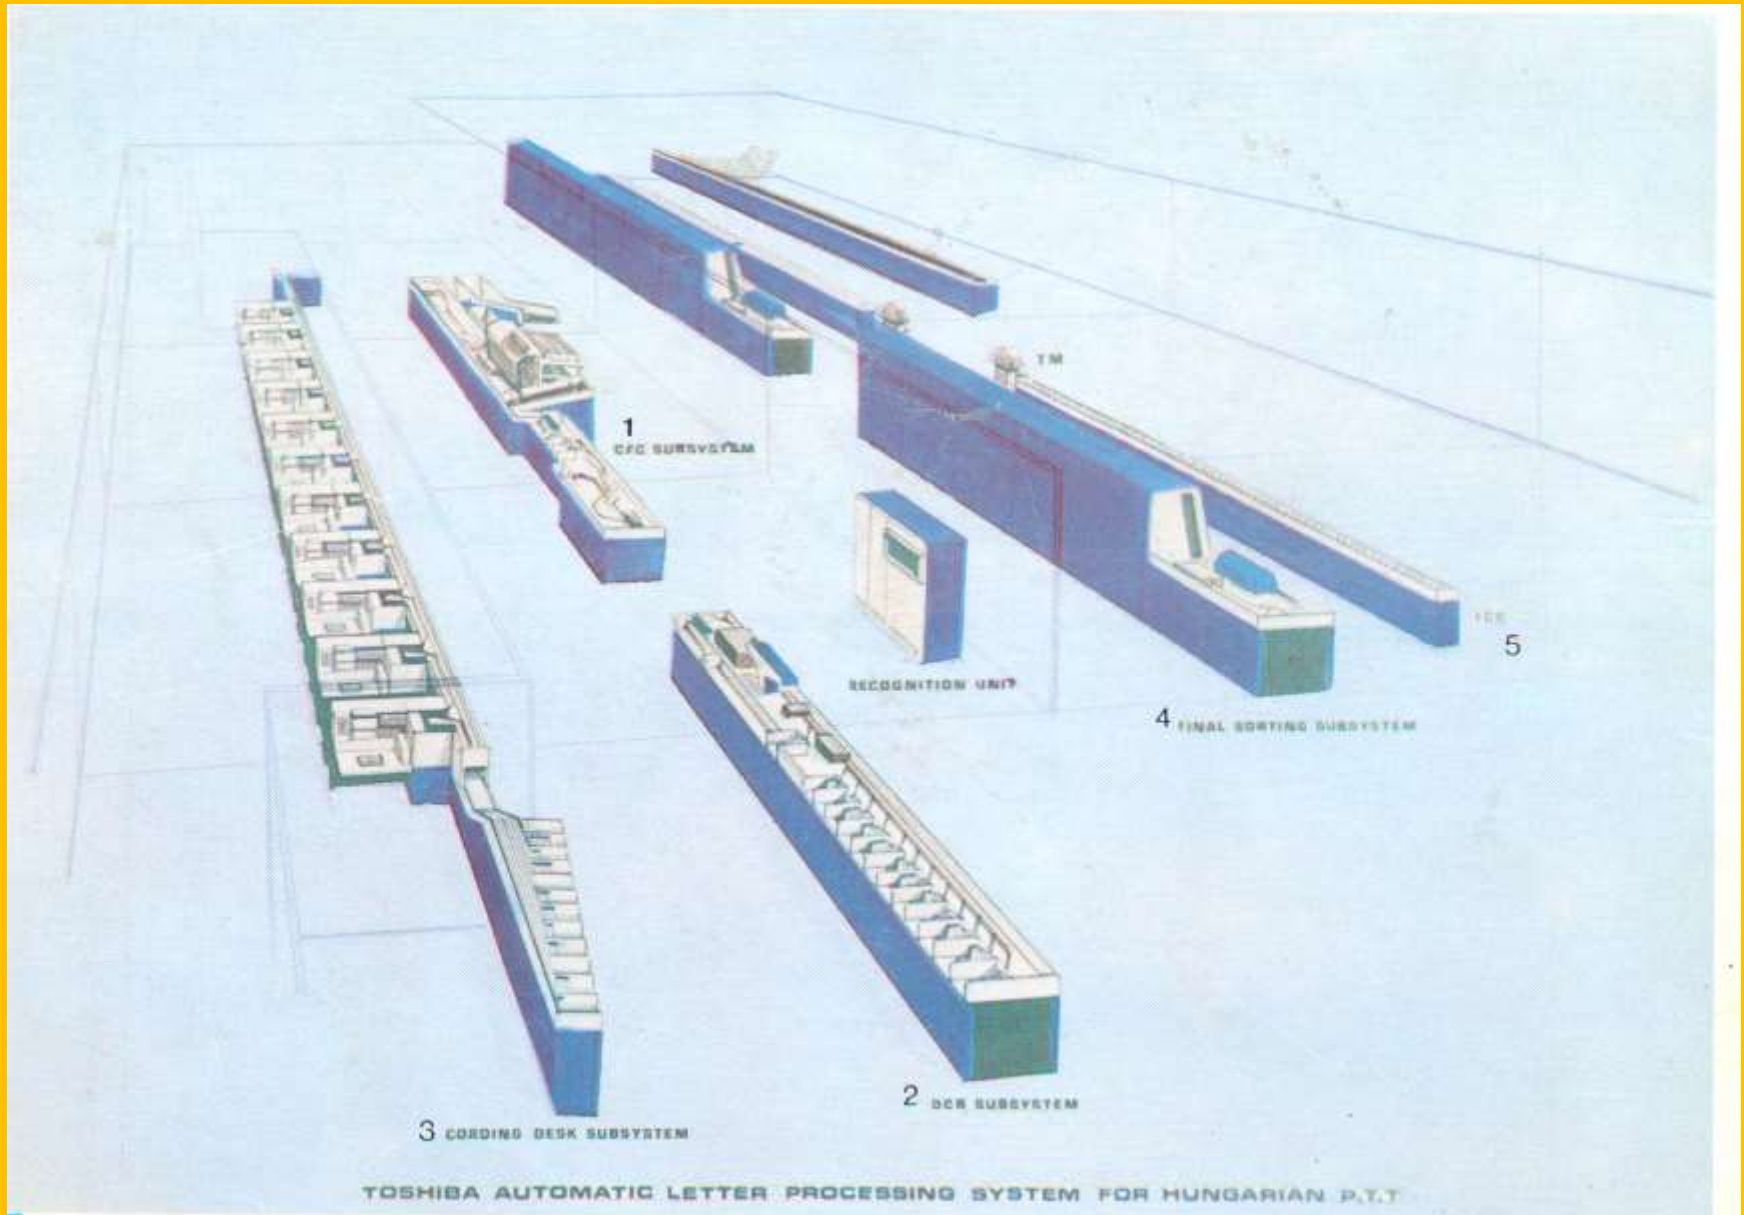 TM
1
CFC SUBSYSTEM
5
RECOGNITION UNIT
4 FINAL SORTING SUBSYSTEM
2 OCR SUBSYSTEM
3 CORDING DESK SUBSYSTEM
TOSHIBA AUTOMATIC LETTER PROCESSING SYSTEM FOR HUNGARIAN P.T.T